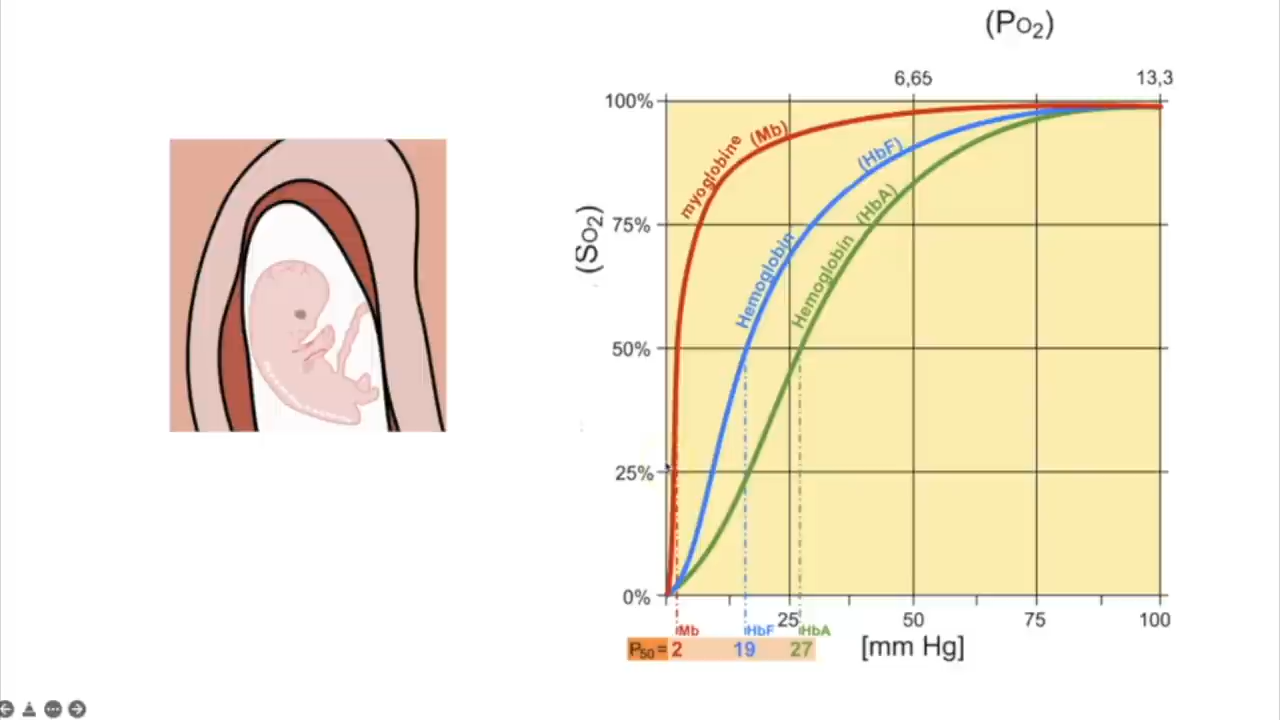 (PO₂)
6,65 13,3
(SO₂)
100%
75%
50%
25%
0%
myoglobine (Mb)
Hemoglobin (HbF)
Hemoglobin (HbA)
25 50 75 100
Mb HbF HbA
P₅₀ = 2 19 27
[mm Hg]